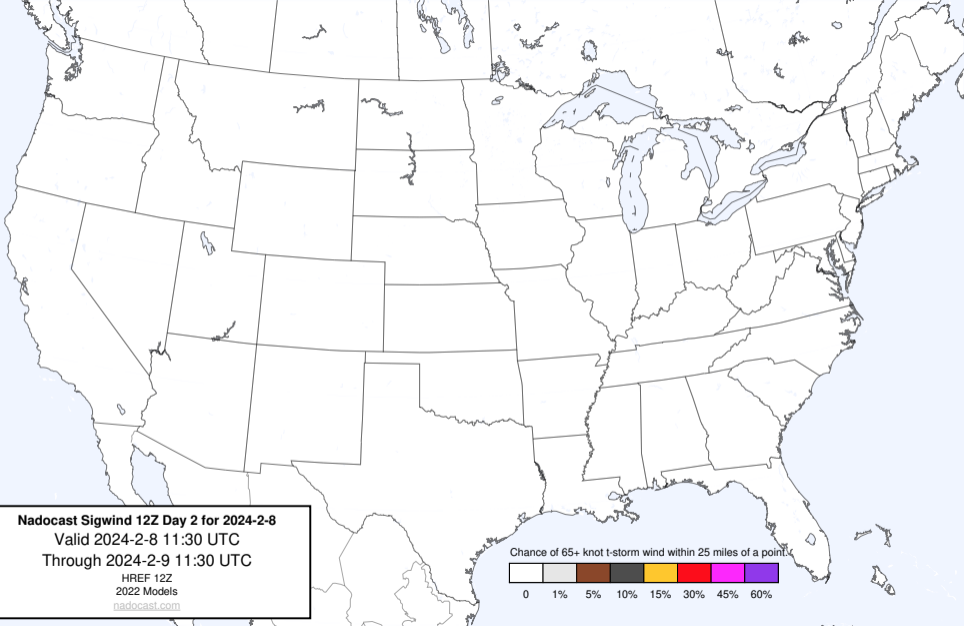 Nadocast Sigwind 12Z Day 2 for 2024-2-8
Valid 2024-2-8 11:30 UTC
Through 2024-2-9 11:30 UTC
HREF 12Z
2022 Models
nadocast.com
Chance of 65+ knot t-storm wind within 25 miles of a point.
0 1% 5% 10% 15% 30% 45% 60%